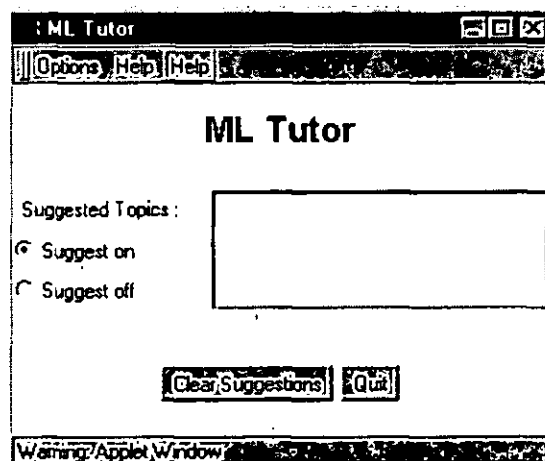 ML Tutor
Options Help Help
ML Tutor
Suggested Topics :
Suggest on
Suggest off
Clear Suggestions Quit
Warning: Applet Window